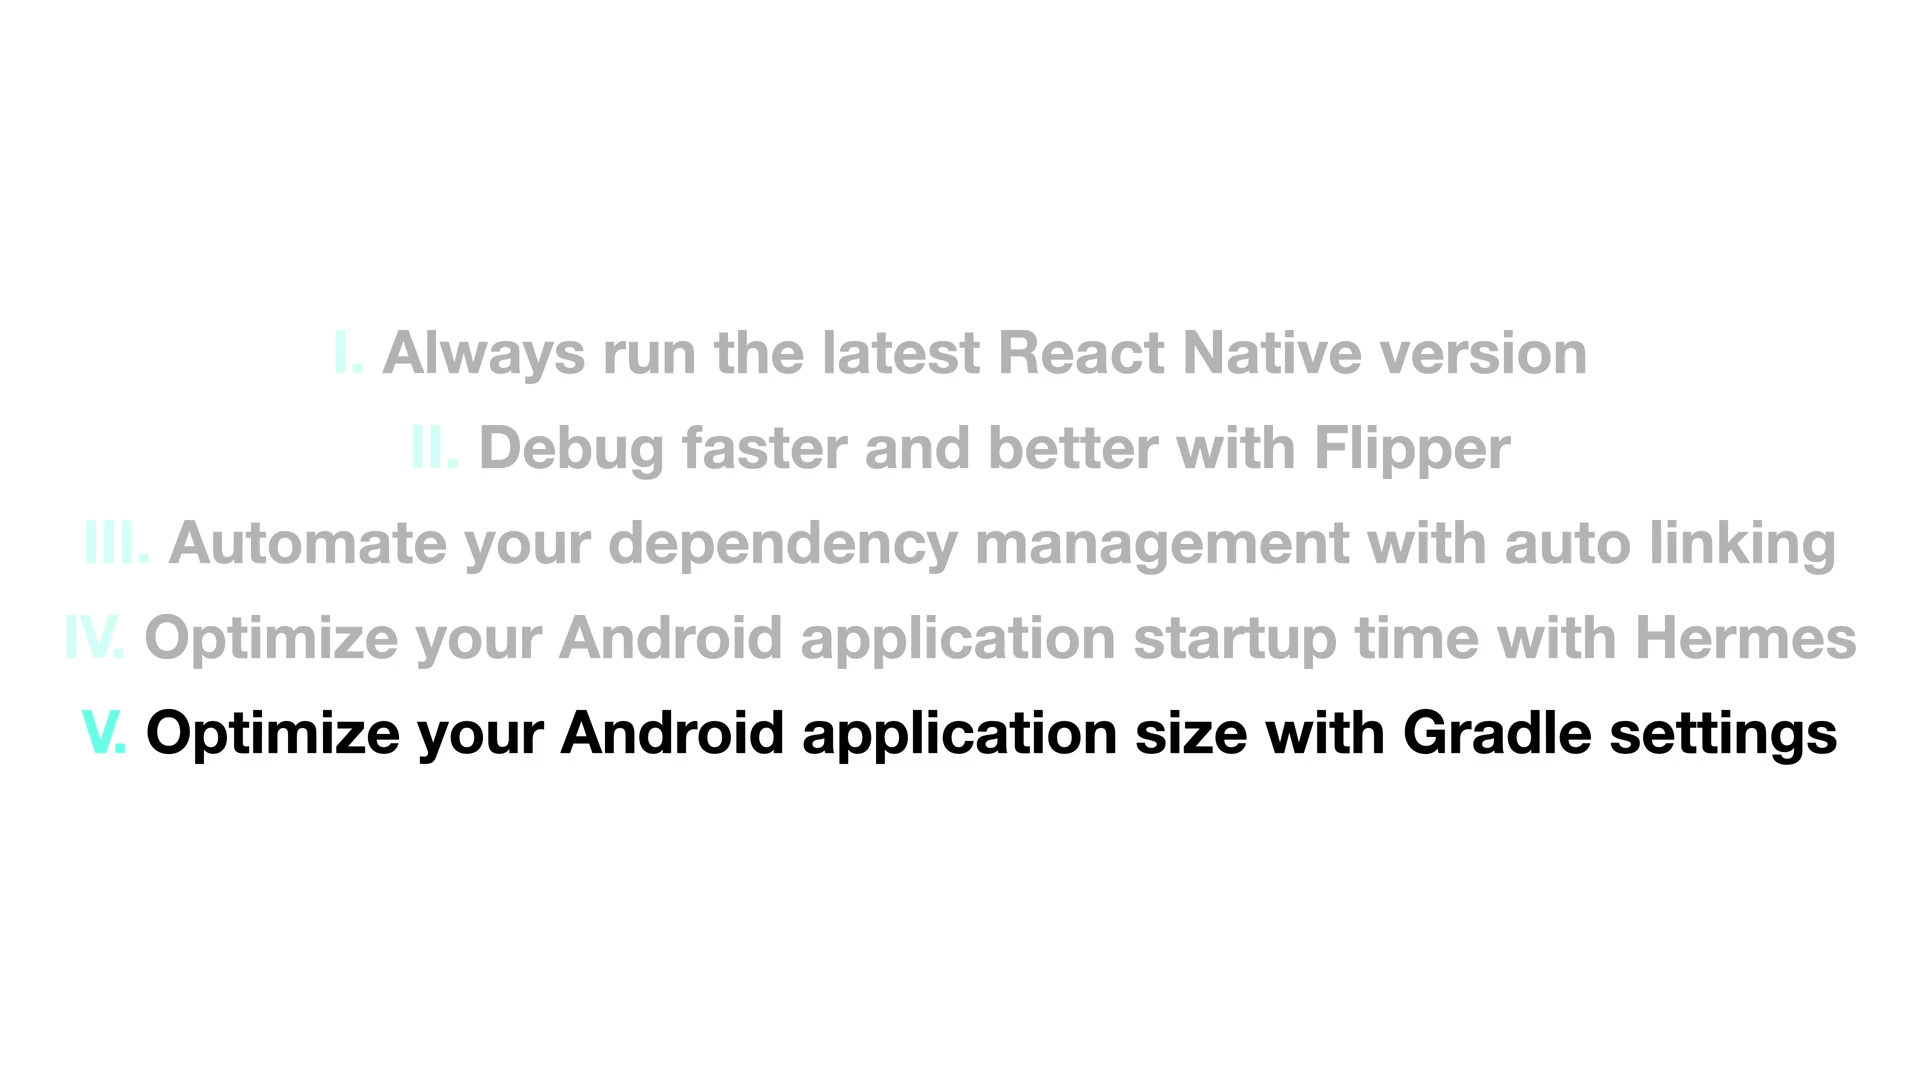 I. Always run the latest React Native version
II. Debug faster and better with Flipper
III. Automate your dependency management with auto linking
IV. Optimize your Android application startup time with Hermes
V. Optimize your Android application size with Gradle settings